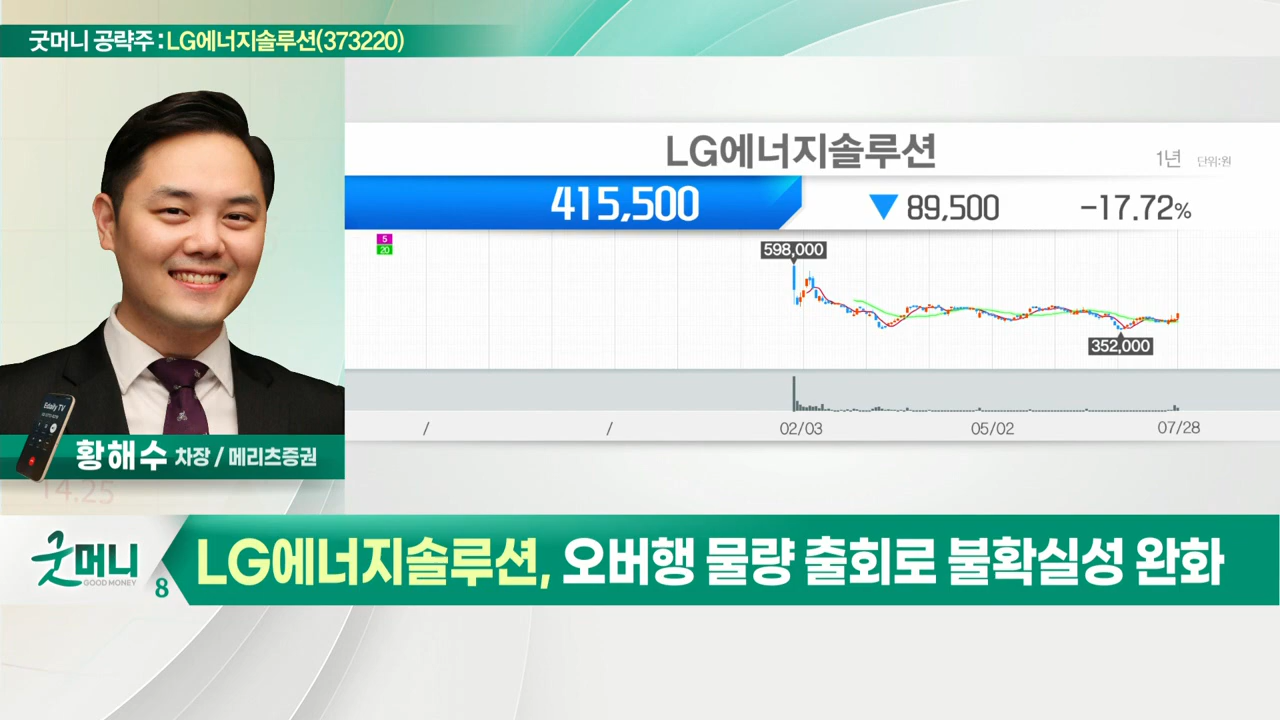 굿머니 공략주 : LG에너지솔루션(373220)
LG에너지솔루션
1년 단위:원
415,500 ▼ 89,500 -17.72%
5
20
598,000
352,000
/ / 02/03 05/02 07/28
Edaily TV
황해수 차장 / 메리츠증권
14.25
굿머니
GOOD MONEY
8
LG에너지솔루션, 오버행 물량 출회로 불확실성 완화